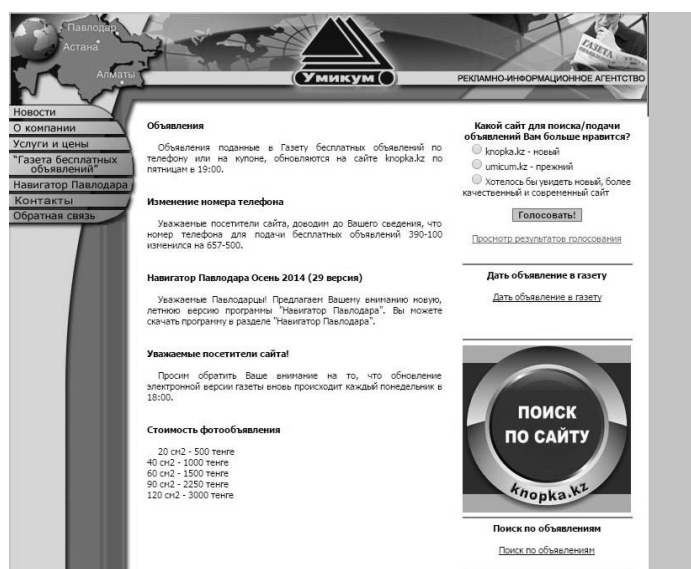 Павлодар
Астана
Алматы
Умикум
ГАЗЕТА
РЕКЛАМНО-ИНФОРМАЦИОННОЕ АГЕНТСТВО
Новости
О компании
Услуги и цены
"Газета бесплатных
объявлений"
Навигатор Павлодара
Контакты
Обратная связь
Объявления
Объявления поданные в Газету бесплатных объявлений по
телефону или на купоне, обновляются на сайте knopka.kz по
пятницам в 19:00.
Изменение номера телефона
Уважаемые посетители сайта, доводим до Вашего сведения, что
номер телефона для подачи бесплатных объявлений 390-100
изменился на 657-500.
Навигатор Павлодара Осень 2014 (29 версия)
Уважаемые Павлодарцы! Предлагаем Вашему вниманию новую,
летнюю версию программы "Навигатор Павлодара". Вы можете
скачать программу в разделе "Навигатор Павлодара".
Уважаемые посетители сайта!
Просим обратить Ваше внимание на то, что обновление
электронной версии газеты вновь происходит каждый понедельник в
18:00.
Стоимость фотообъявления
20 см2 - 500 тенге
40 см2 - 1000 тенге
60 см2 - 1500 тенге
90 см2 - 2250 тенге
120 см2 - 3000 тенге
Какой сайт для поиска/подачи
объявлений Вам больше нравится?
knopka.kz - новый
umicum.kz - прежний
Хотелось бы увидеть новый, более
качественный и современный сайт
Голосовать!
Просмотр результатов голосования
Дать объявление в газету
Дать объявление в газету
ПОИСК
ПО САЙТУ
knopka.kz
Поиск по объявлениям
Поиск по объявлениям